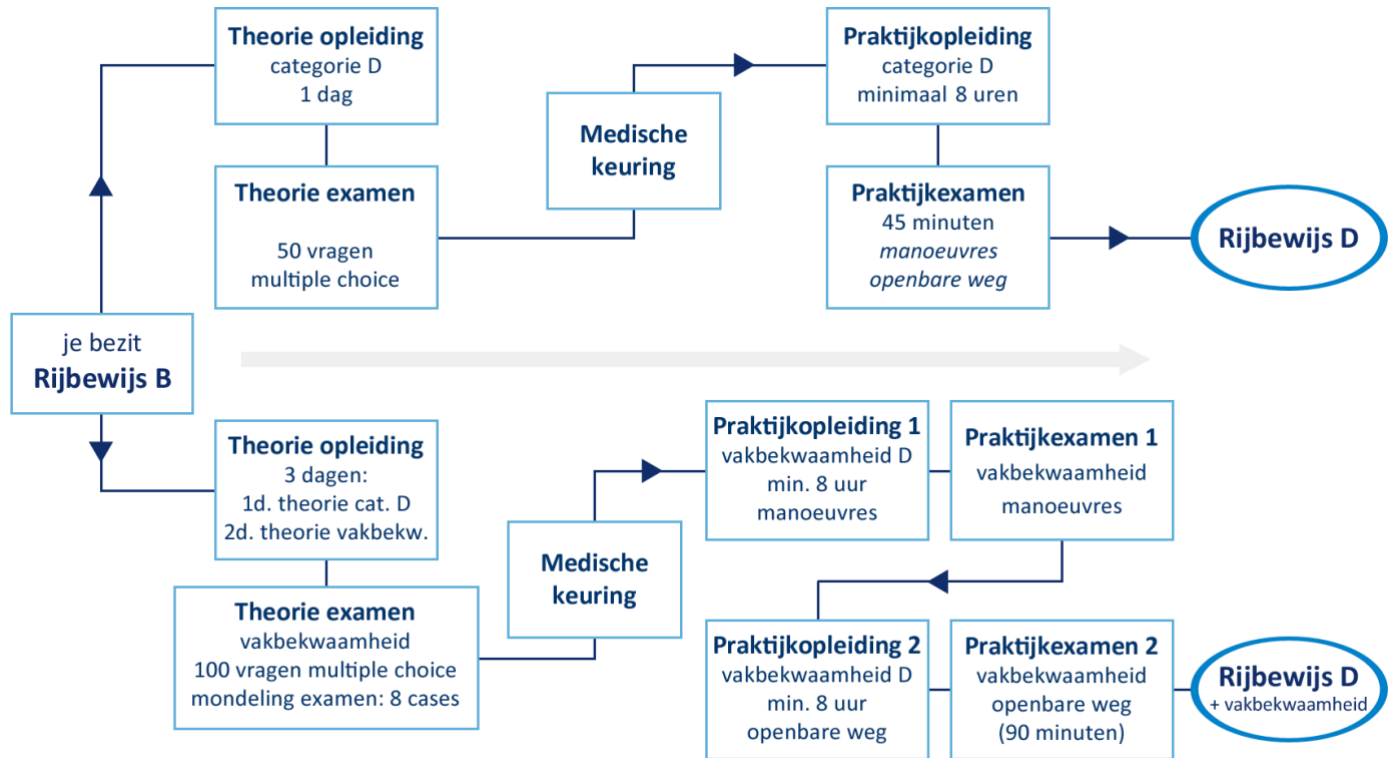 Theorie opleiding
categorie D
1 dag
Theorie examen
50 vragen
multiple choice
Medische
keuring
Praktijkopleiding
categorie D
minimaal 8 uren
Praktijkexamen
45 minuten
manoeuvres
openbare weg
Rijbewijs D
je bezit
Rijbewijs B
Theorie opleiding
3 dagen:
1d. theorie cat. D
2d. theorie vakbekw.
Theorie examen
vakbekwaamheid
100 vragen multiple choice
mondeling examen: 8 cases
Medische
keuring
Praktijkopleiding 1
vakbekwaamheid D
min. 8 uur
manoeuvres
Praktijkexamen 1
vakbekwaamheid
manoeuvres
Praktijkopleiding 2
vakbekwaamheid D
min. 8 uur
openbare weg
Praktijkexamen 2
vakbekwaamheid
openbare weg
(90 minuten)
Rijbewijs D
+ vakbekwaamheid